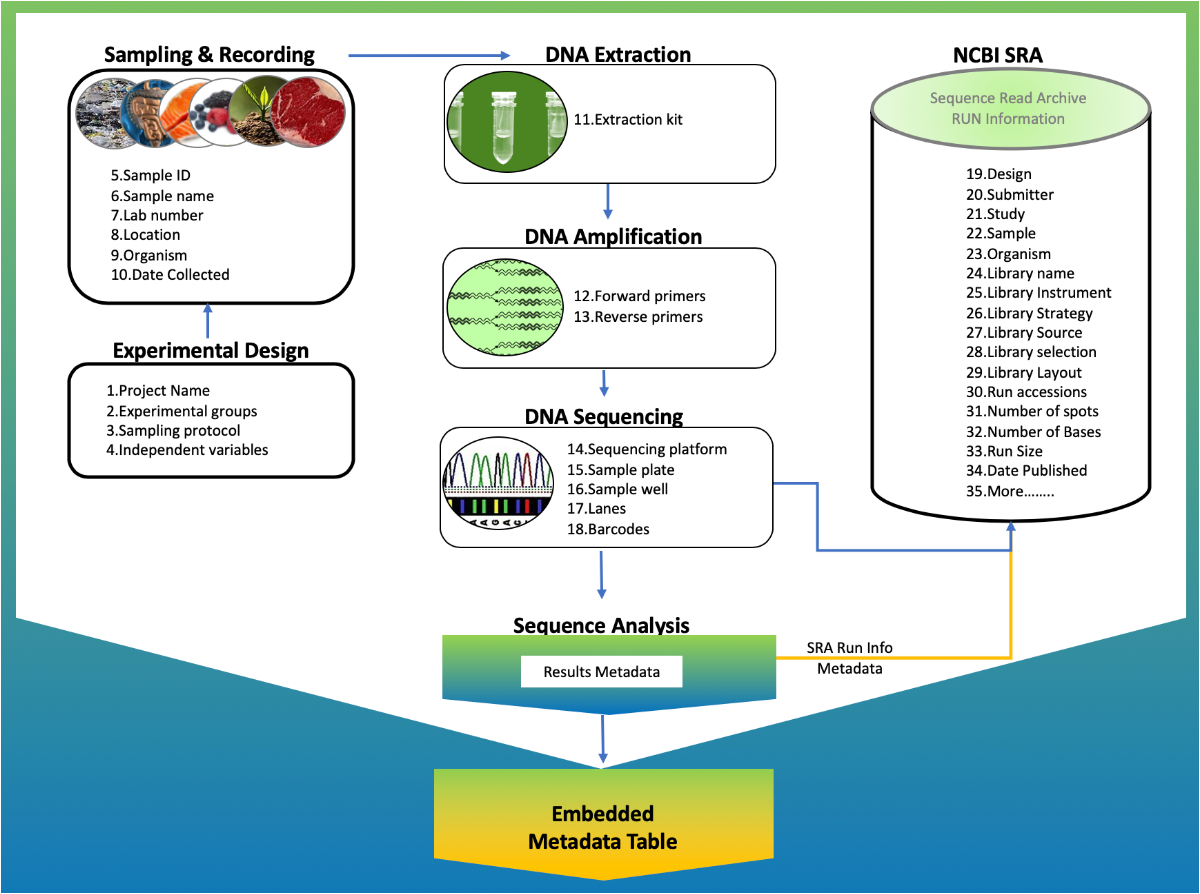 Sampling & Recording
5.Sample ID
6.Sample name
7.Lab number
8.Location
9.Organism
10.Date Collected
Experimental Design
1.Project Name
2.Experimental groups
3.Sampling protocol
4.Independent variables
DNA Extraction
11.Extraction kit
DNA Amplification
12.Forward primers
13.Reverse primers
DNA Sequencing
14.Sequencing platform
15.Sample plate
16.Sample well
17.Lanes
18.Barcodes
Sequence Analysis
Results Metadata
SRA Run Info
Metadata
NCBI SRA
Sequence Read Archive
RUN Information
19.Design
20.Submitter
21.Study
22.Sample
23.Organism
24.Library name
25.Library Instrument
26.Library Strategy
27.Library Source
28.Library selection
29.Library Layout
30.Run accessions
31.Number of spots
32.Number of Bases
33.Run Size
34.Date Published
35.More........
Embedded
Metadata Table